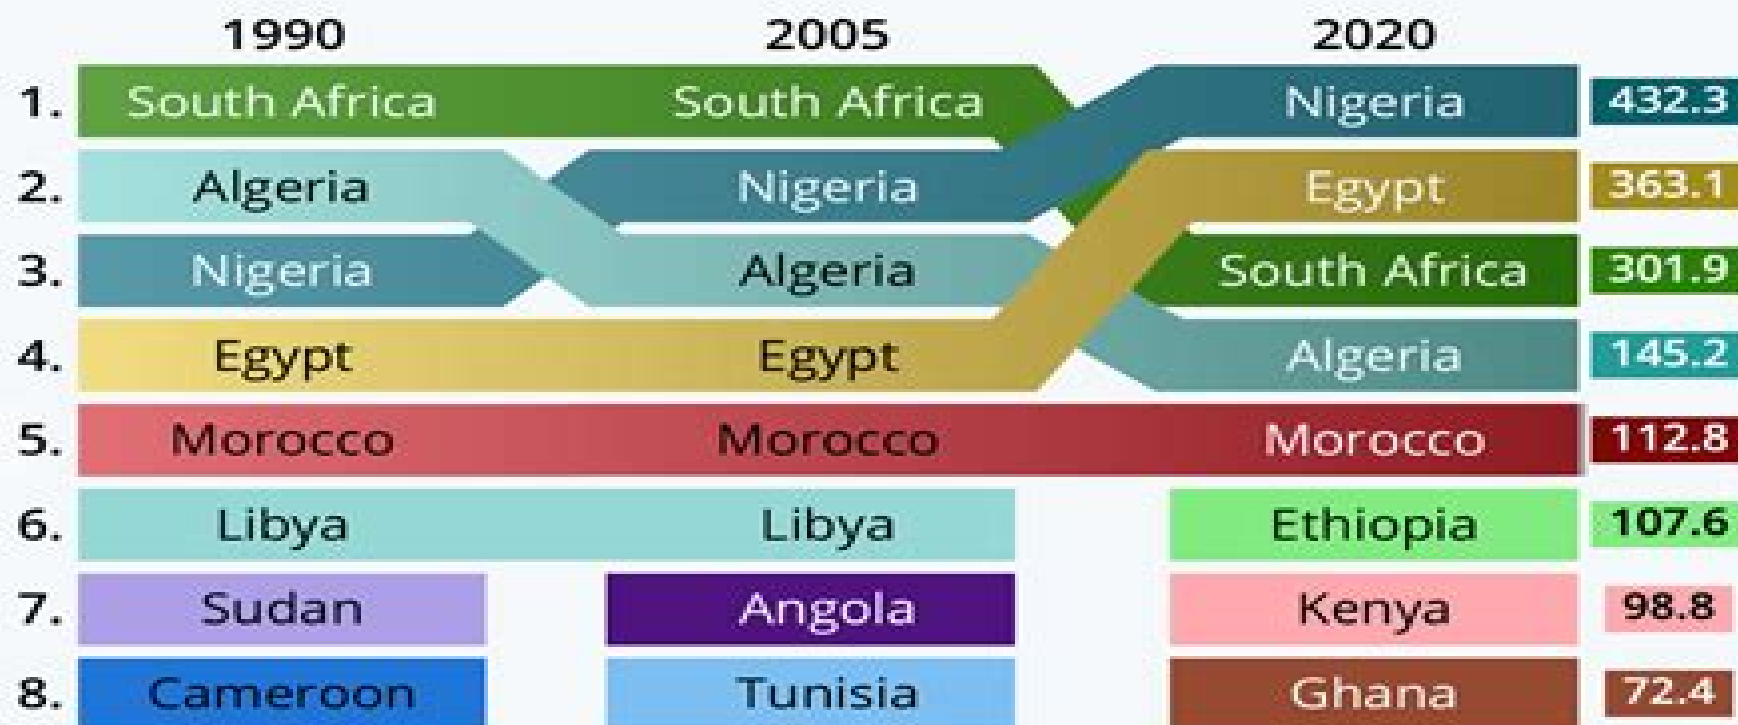 1990 2005 2020
1. South Africa South Africa Nigeria 432.3
2. Algeria Nigeria Egypt 363.1
3. Nigeria Algeria South Africa 301.9
4. Egypt Egypt Algeria 145.2
5. Morocco Morocco Morocco 112.8
6. Libya Libya Ethiopia 107.6
7. Sudan Angola Kenya 98.8
8. Cameroon Tunisia Ghana 72.4